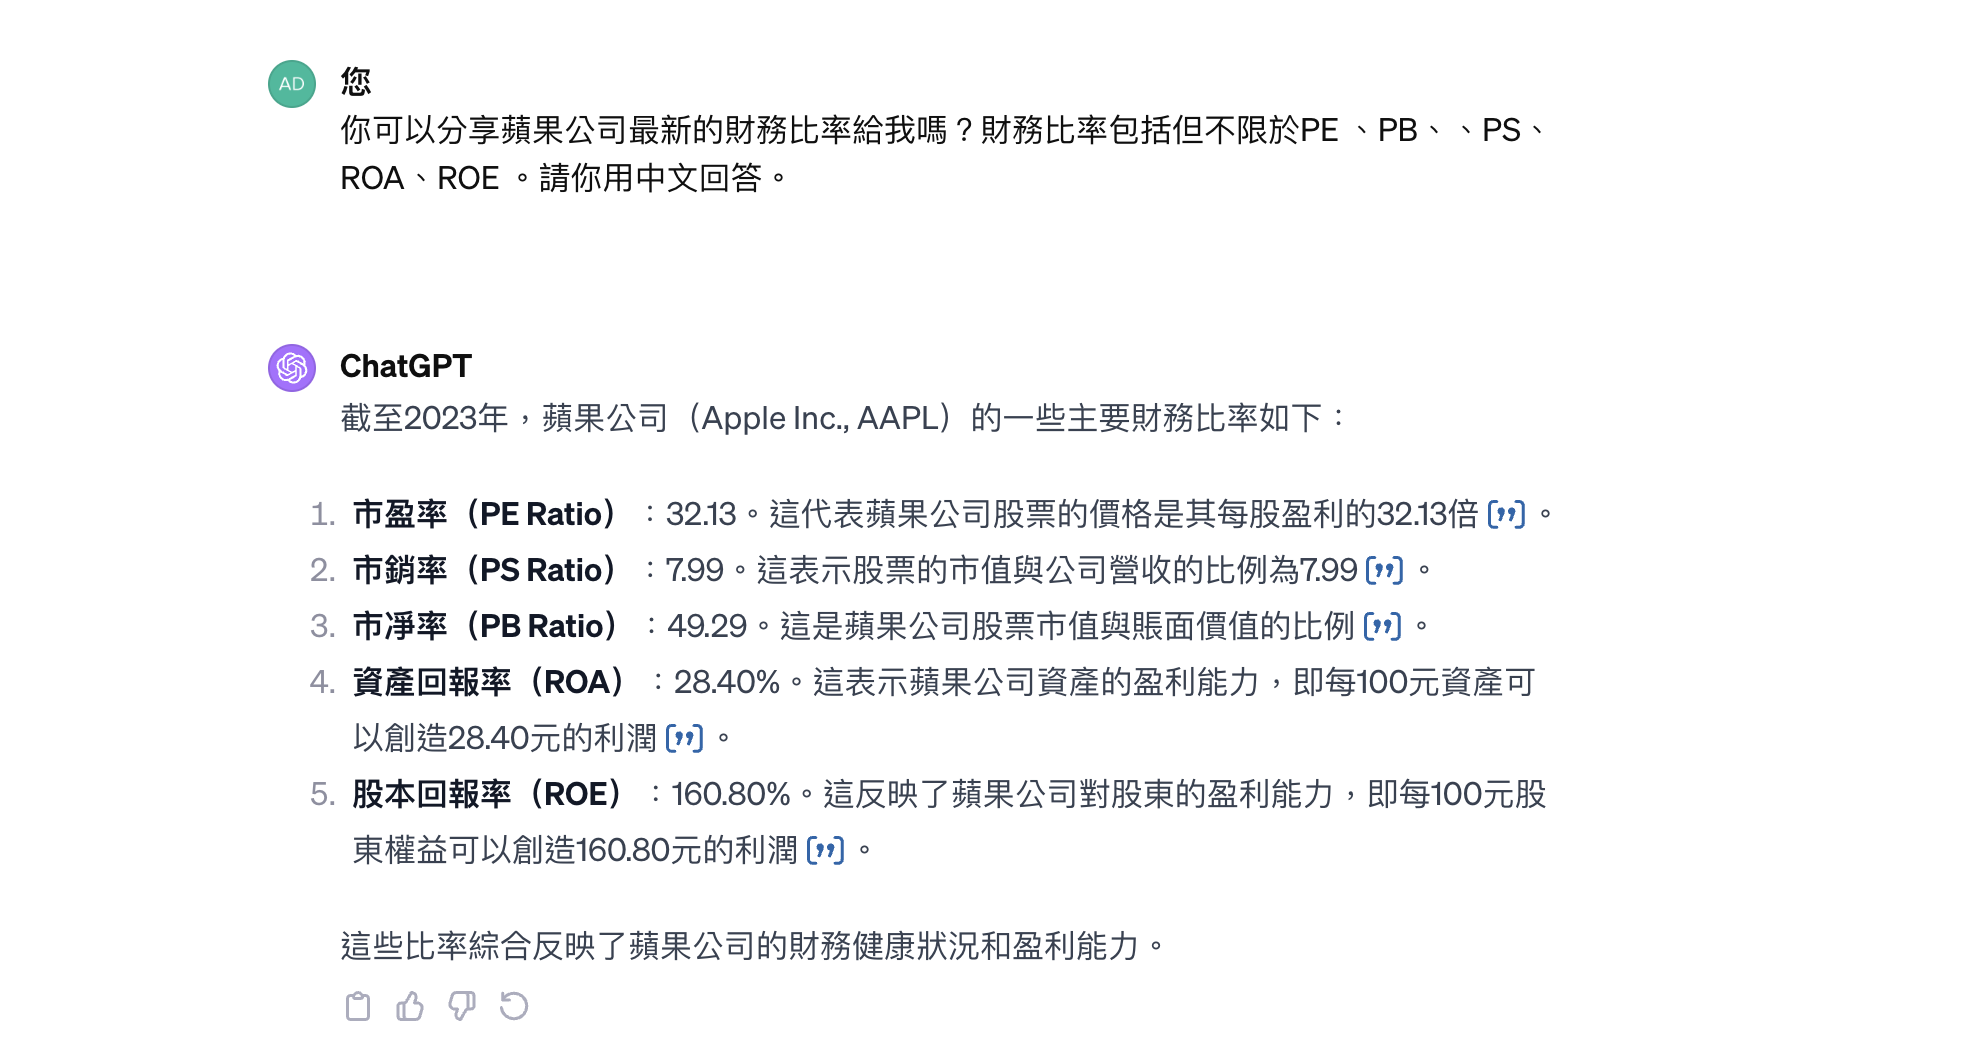 AD
您
你可以分享蘋果公司最新的財務比率給我嗎？財務比率包括但不限於PE 、PB、、PS、
ROA、ROE 。請你用中文回答。
ChatGPT
截至2023年，蘋果公司（Apple Inc., AAPL）的一些主要財務比率如下：
1. 市盈率（PE Ratio）：32.13。這代表蘋果公司股票的價格是其每股盈利的32.13倍 [❞] 。
2. 市銷率（PS Ratio）：7.99。這表示股票的市值與公司營收的比例為7.99 [❞] 。
3. 市凈率（PB Ratio）：49.29。這是蘋果公司股票市值與賬面價值的比例 [❞] 。
4. 資產回報率（ROA）：28.40%。這表示蘋果公司資產的盈利能力，即每100元資產可
以創造28.40元的利潤 [❞] 。
5. 股本回報率（ROE）：160.80%。這反映了蘋果公司對股東的盈利能力，即每100元股
東權益可以創造160.80元的利潤 [❞] 。
這些比率綜合反映了蘋果公司的財務健康狀況和盈利能力。